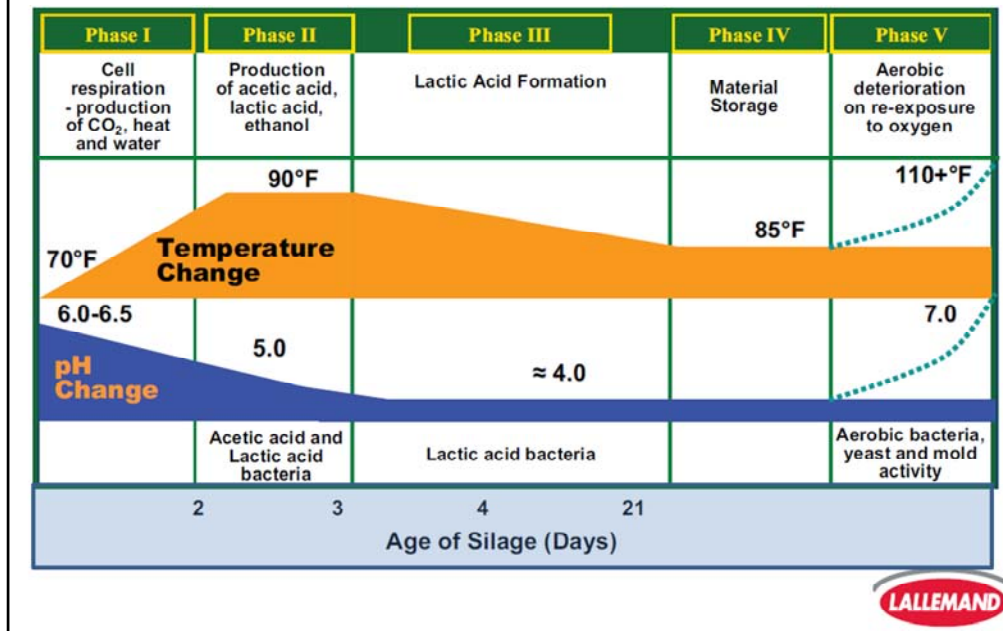 Phase I
Phase II
Phase III
Phase IV
Phase V
Cell
respiration
- production
of CO₂, heat
and water
Production
of acetic acid,
lactic acid,
ethanol
Lactic Acid Formation
Material
Storage
Aerobic
deterioration
on re-exposure
to oxygen
70°F
90°F
85°F
110+°F
Temperature
Change
6.0-6.5
5.0
≈ 4.0
7.0
pH
Change
Acetic acid and
Lactic acid
bacteria
Lactic acid bacteria
Aerobic bacteria,
yeast and mold
activity
2
3
4
21
Age of Silage (Days)
LALLEMAND